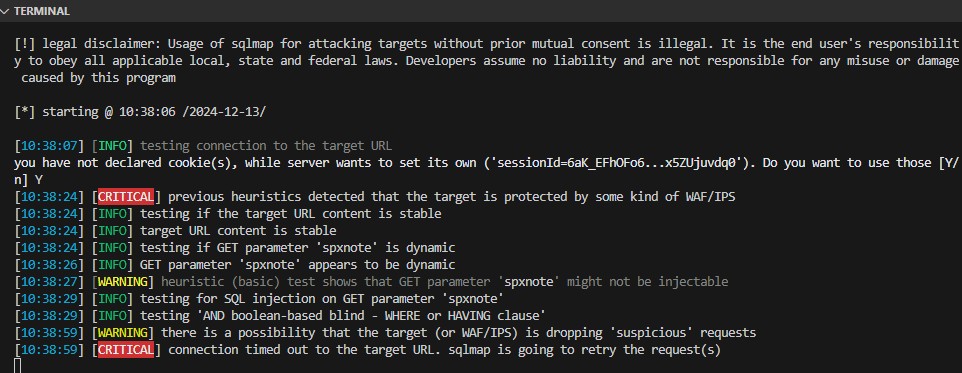 TERMINAL
[!] legal disclaimer: Usage of sqlmap for attacking targets without prior mutual consent is illegal. It is the end user's responsibilit
y to obey all applicable local, state and federal laws. Developers assume no liability and are not responsible for any misuse or damage
caused by this program
[*] starting @ 10:38:06 /2024-12-13/
[10:38:07] [INFO] testing connection to the target URL
you have not declared cookie(s), while server wants to set its own ('sessionId=6aK_EFhOFo6...x5ZUjuvdq0'). Do you want to use those [Y/
n] Y
[10:38:24] [CRITICAL] previous heuristics detected that the target is protected by some kind of WAF/IPS
[10:38:24] [INFO] testing if the target URL content is stable
[10:38:24] [INFO] target URL content is stable
[10:38:24] [INFO] testing if GET parameter 'spxnote' is dynamic
[10:38:26] [INFO] GET parameter 'spxnote' appears to be dynamic
[10:38:27] [WARNING] heuristic (basic) test shows that GET parameter 'spxnote' might not be injectable
[10:38:29] [INFO] testing for SQL injection on GET parameter 'spxnote'
[10:38:29] [INFO] testing 'AND boolean-based blind - WHERE or HAVING clause'
[10:38:59] [WARNING] there is a possibility that the target (or WAF/IPS) is dropping 'suspicious' requests
[10:38:59] [CRITICAL] connection timed out to the target URL. sqlmap is going to retry the request(s)